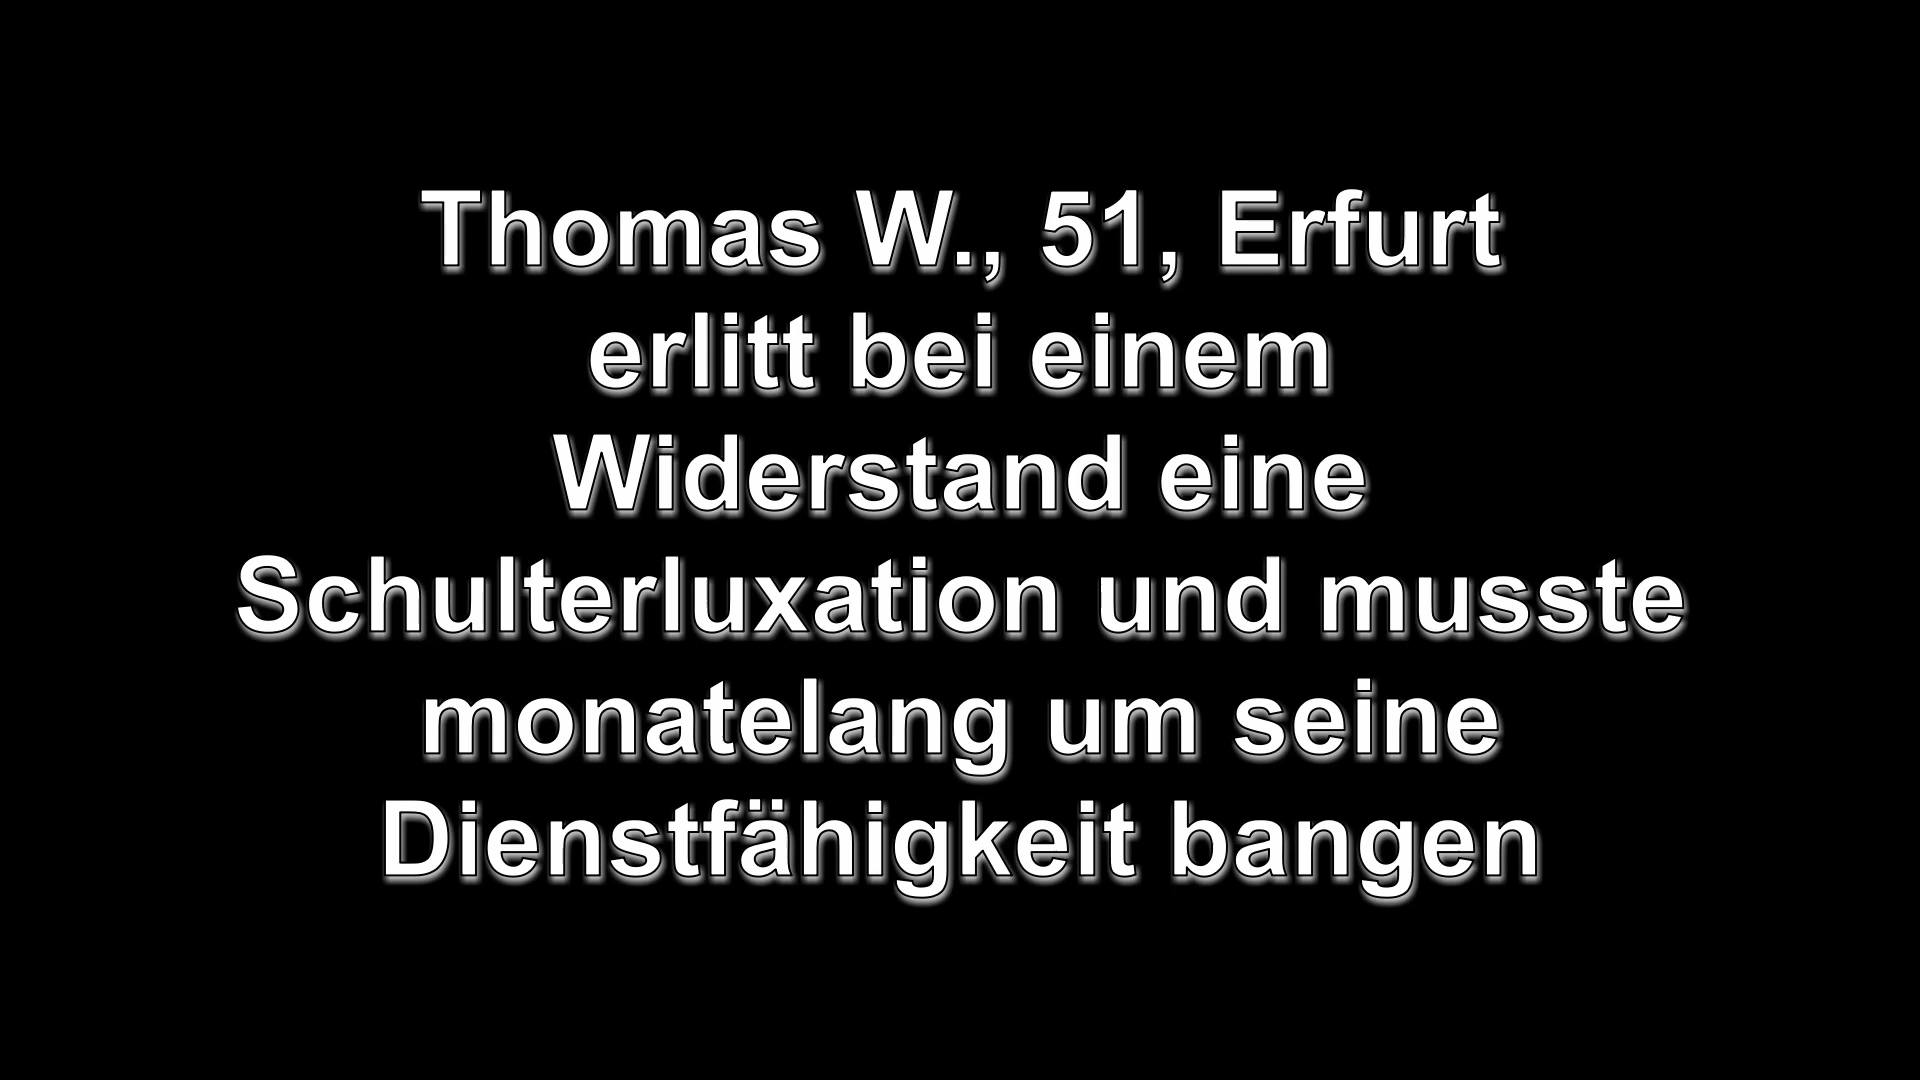 Thomas W., 51, Erfurt
erlitt bei einem
Widerstand eine
Schulterluxation und musste
monatelang um seine
Dienstfähigkeit bangen